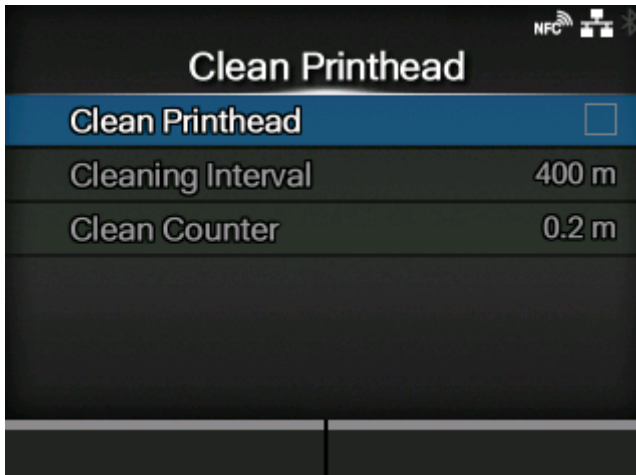 NFC
Clean Printhead
Clean Printhead
Cleaning Interval 400 m
Clean Counter 0.2 m